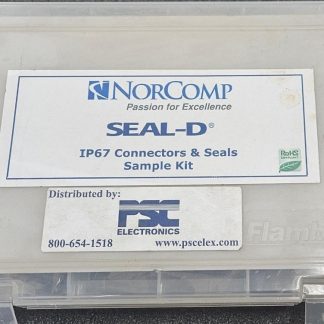 NORCOMP
Passion for Excellence
SEAL-D®
IP67 Connectors & Seals
Sample Kit
RoHS
Distributed by:
PSC
ELECTRONICS
800-654-1518
www.pscelex.com